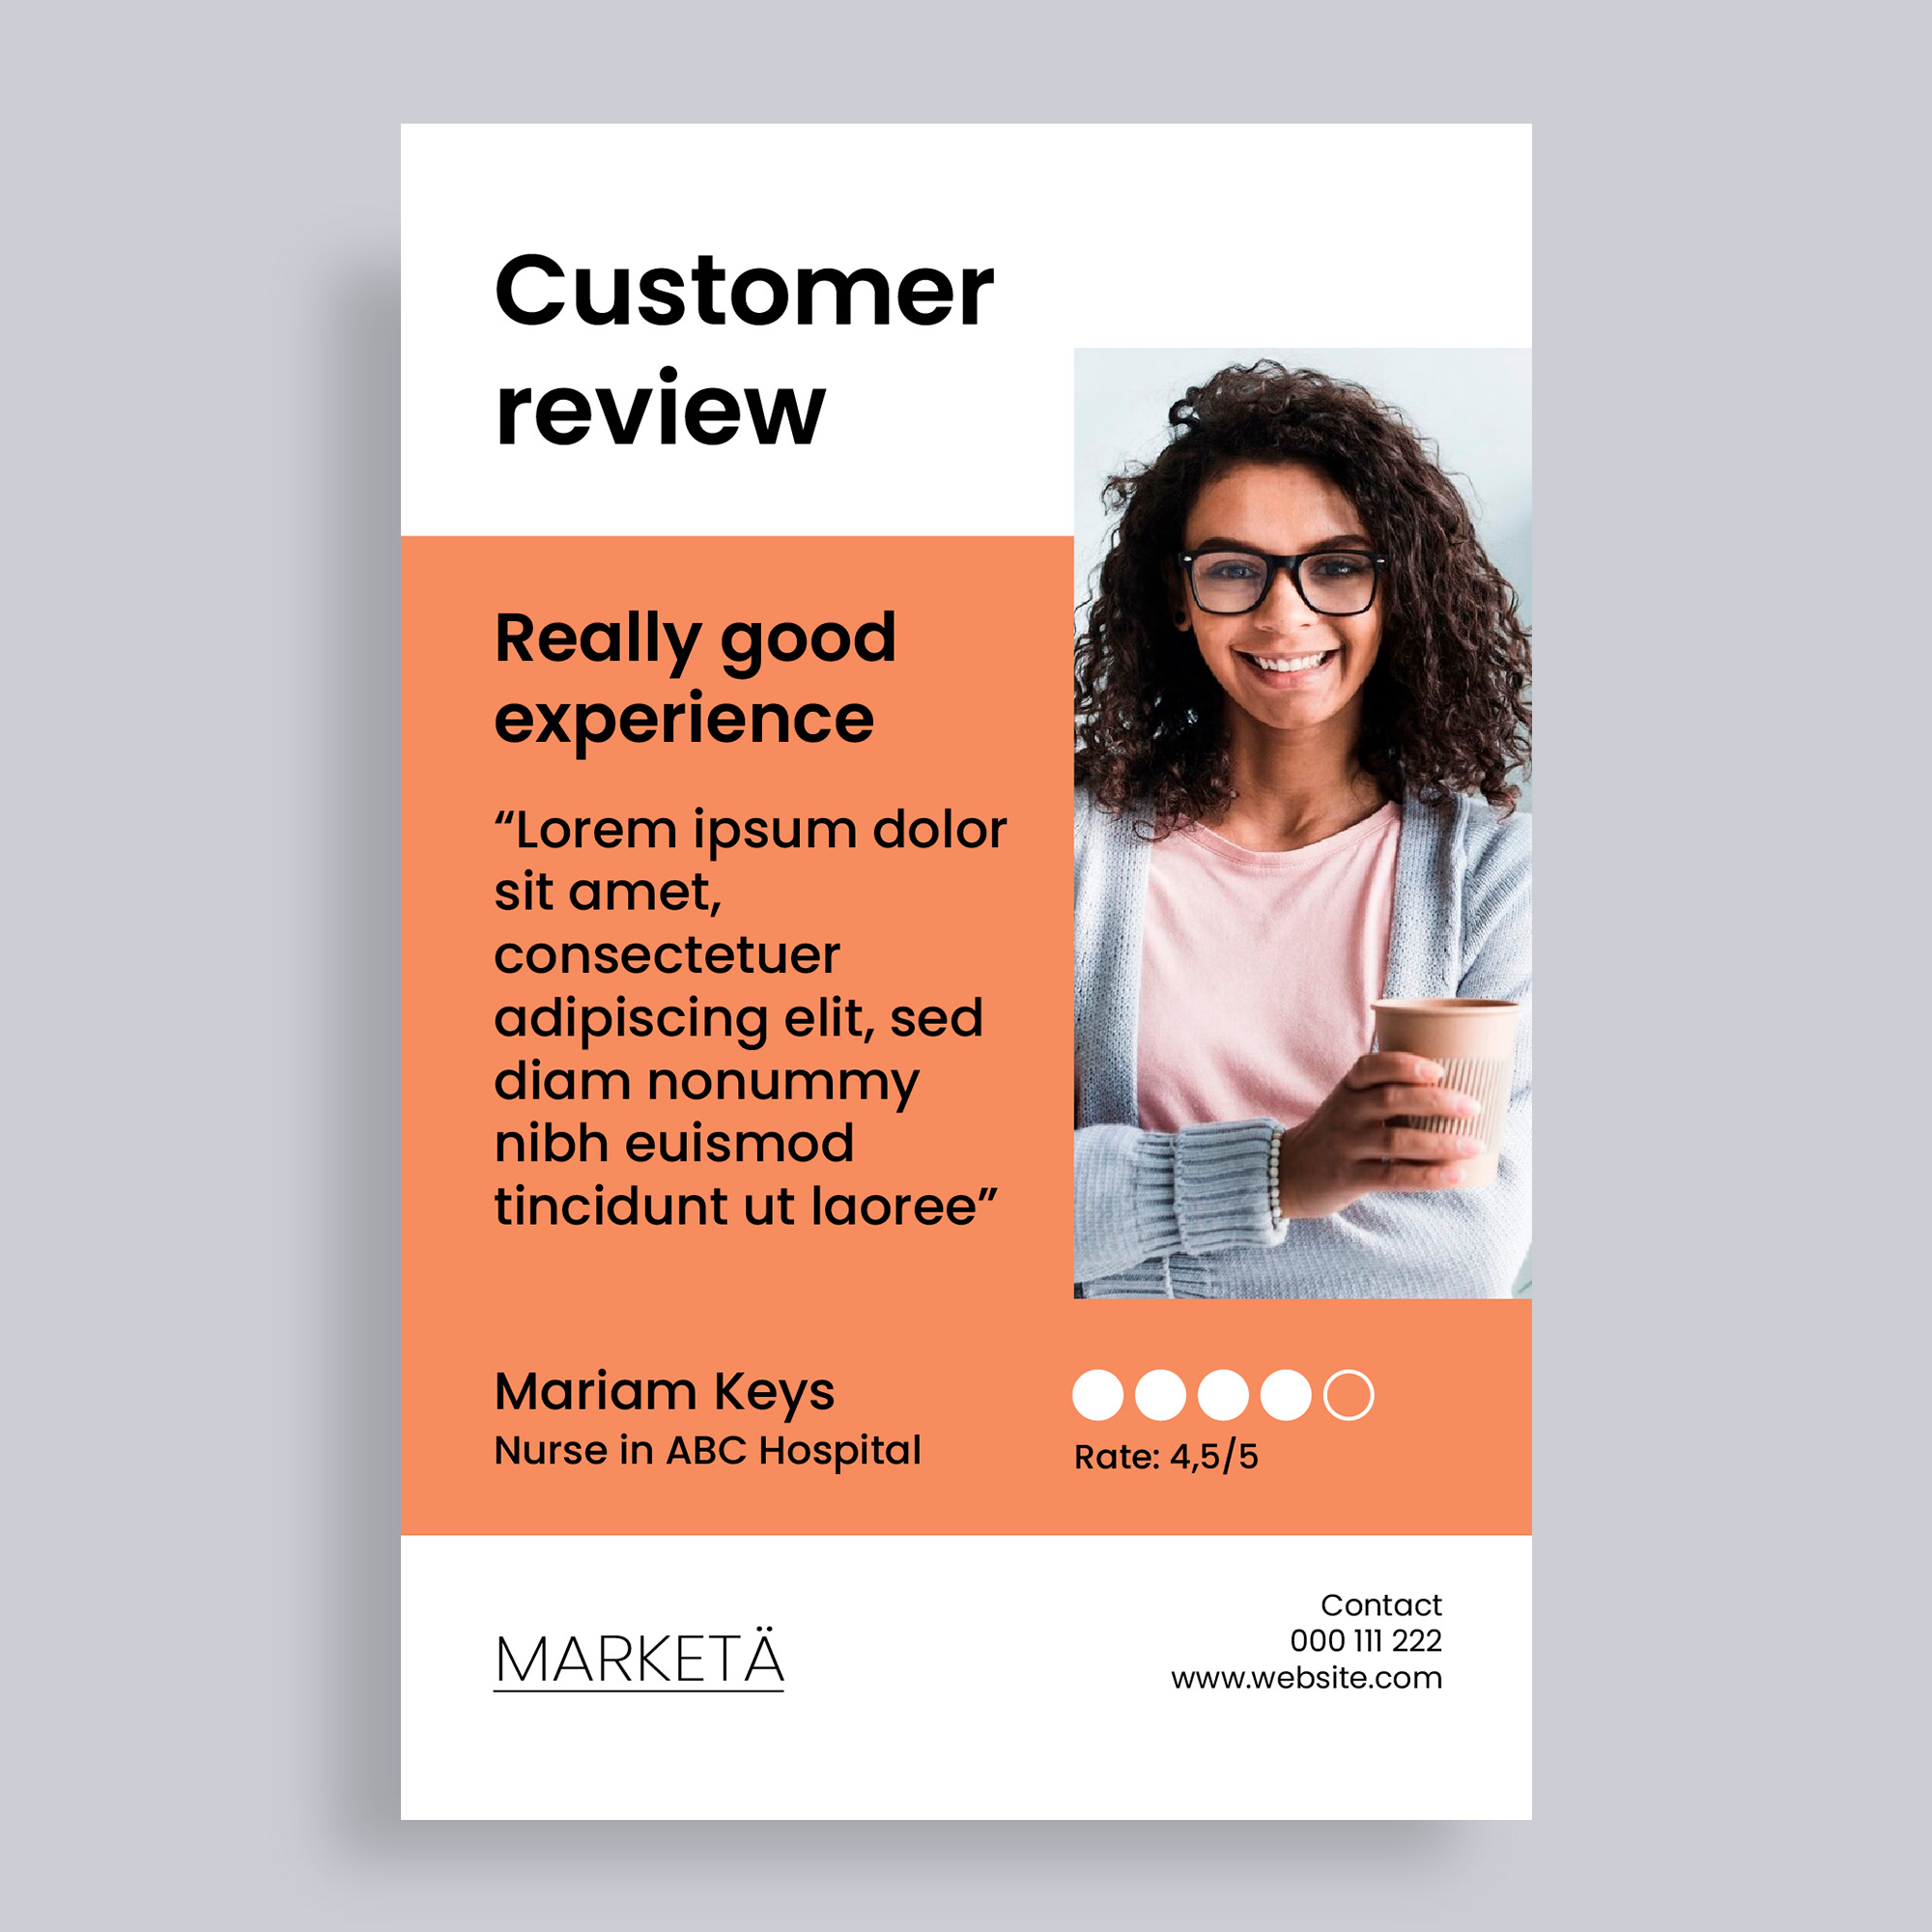 Customer
review
Really good
experience
“Lorem ipsum dolor
sit amet,
consectetuer
adipiscing elit, sed
diam nonummy
nibh euismod
tincidunt ut laoree”
Mariam Keys
Nurse in ABC Hospital
Rate: 4,5/5
MARKETÄ
Contact
000 111 222
www.website.com